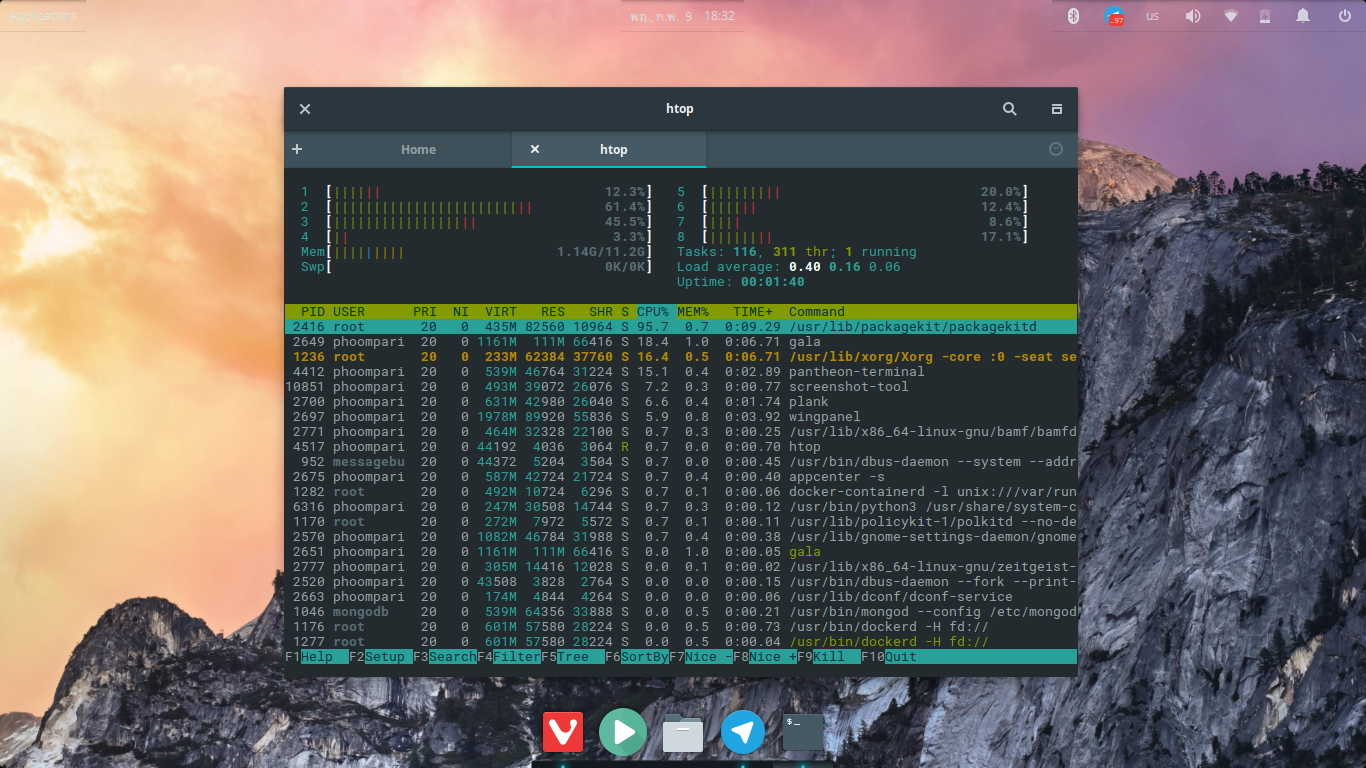 Applications
พฤ., ก.พ. 9 18:32
..97
us
htop
Home
htop
1 [|||||| 12.3%]
2 [||||||||||||||||||||||||| 61.4%]
3 [|||||||||||||||||| 45.5%]
4 [|| 3.3%]
Mem[||||||||| 1.14G/11.2G]
Swp[ 0K/0K]
5 [||||||||| 20.0%]
6 [|||||| 12.4%]
7 [|||| 8.6%]
8 [|||||||| 17.1%]
Tasks: 116, 311 thr; 1 running
Load average: 0.40 0.16 0.06
Uptime: 00:01:40
PID USER PRI NI VIRT RES SHR S CPU% MEM% TIME+ Command
2416 root 20 0 435M 82560 10964 S 95.7 0.7 0:09.29 /usr/lib/packagekit/packagekitd
2649 phoompari 20 0 1161M 111M 66416 S 18.4 1.0 0:06.71 gala
1236 root 20 0 233M 62384 37760 S 16.4 0.5 0:06.71 /usr/lib/xorg/Xorg -core :0 -seat se
4412 phoompari 20 0 539M 46764 31224 S 15.1 0.4 0:02.89 pantheon-terminal
10851 phoompari 20 0 493M 39072 26076 S 7.2 0.3 0:00.77 screenshot-tool
2700 phoompari 20 0 631M 42980 26040 S 6.6 0.4 0:01.74 plank
2697 phoompari 20 0 1978M 89920 55836 S 5.9 0.8 0:03.92 wingpanel
2771 phoompari 20 0 464M 32328 22100 S 0.7 0.3 0:00.25 /usr/lib/x86_64-linux-gnu/bamf/bamfd
4517 phoompari 20 0 44192 4036 3064 R 0.7 0.0 0:00.70 htop
952 messagebu 20 0 44372 5204 3504 S 0.7 0.0 0:00.45 /usr/bin/dbus-daemon --system --addr
2675 phoompari 20 0 587M 42724 21724 S 0.7 0.4 0:00.40 appcenter -s
1282 root 20 0 492M 10724 6296 S 0.7 0.1 0:00.06 docker-containerd -l unix:///var/run
6316 phoompari 20 0 247M 30508 14744 S 0.7 0.3 0:00.12 /usr/bin/python3 /usr/share/system-c
1170 root 20 0 272M 7972 5572 S 0.7 0.1 0:00.11 /usr/lib/policykit-1/polkitd --no-de
2570 phoompari 20 0 1082M 46784 31988 S 0.7 0.4 0:00.38 /usr/lib/gnome-settings-daemon/gnome
2651 phoompari 20 0 1161M 111M 66416 S 0.0 1.0 0:00.05 gala
2777 phoompari 20 0 305M 14416 12028 S 0.0 0.1 0:00.02 /usr/lib/x86_64-linux-gnu/zeitgeist-
2520 phoompari 20 0 43508 3828 2764 S 0.0 0.0 0:00.15 /usr/bin/dbus-daemon --fork --print-
2663 phoompari 20 0 174M 4844 4264 S 0.0 0.0 0:00.06 /usr/lib/dconf/dconf-service
1046 mongodb 20 0 539M 64356 33888 S 0.0 0.5 0:00.21 /usr/bin/mongod --config /etc/mongod
1176 root 20 0 601M 57580 28224 S 0.0 0.5 0:00.73 /usr/bin/dockerd -H fd://
1277 root 20 0 601M 57580 28224 S 0.0 0.5 0:00.04 /usr/bin/dockerd -H fd://
F1Help F2Setup F3SearchF4FilterF5Tree F6SortByF7Nice -F8Nice +F9Kill F10Quit
$_